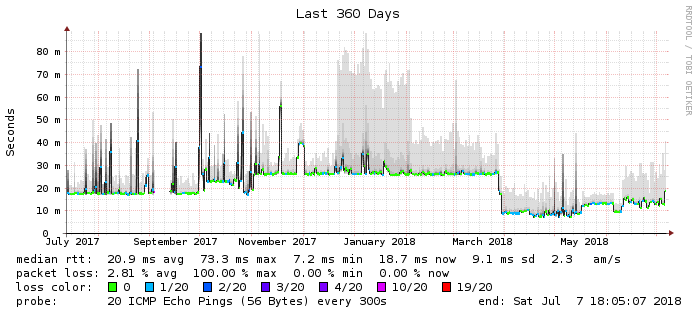 Last 360 Days
RRDTOOL / TOBI OETIKER
Seconds
80 m
70 m
60 m
50 m
40 m
30 m
20 m
10 m
0
July 2017 September 2017 November 2017 January 2018 March 2018 May 2018
median rtt: 20.9 ms avg 73.3 ms max 7.2 ms min 18.7 ms now 9.1 ms sd 2.3 am/s
packet loss: 2.81 % avg 100.00 % max 0.00 % min 0.00 % now
loss color: 0 1/20 2/20 3/20 4/20 10/20 19/20
probe: 20 ICMP Echo Pings (56 Bytes) every 300s end: Sat Jul 7 18:05:07 2018